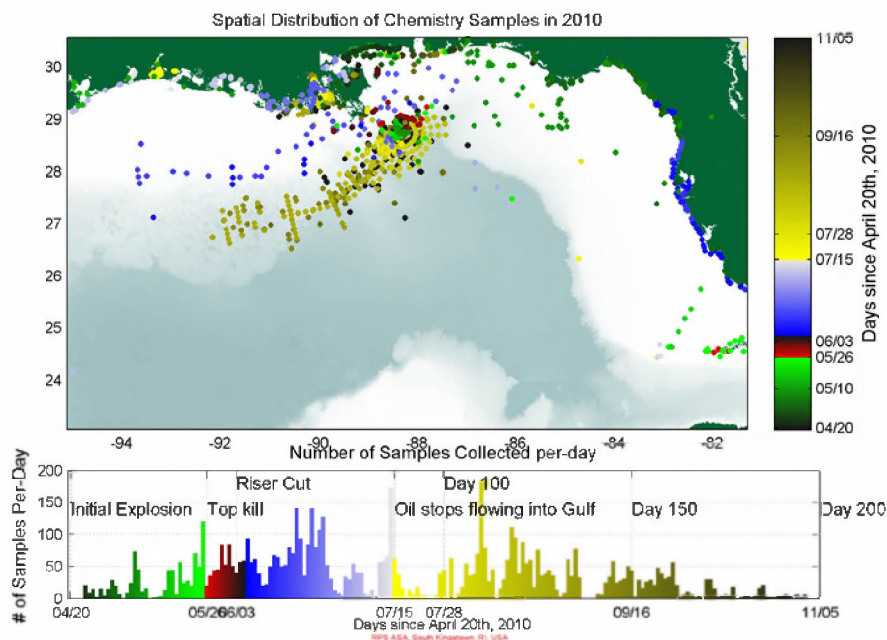 Spatial Distribution of Chemistry Samples in 2010
30
29
28
27
26
25
24
-94
-92
-90
-88
-86
-84
-82
11/05
09/16
07/28
07/15
06/03
05/26
05/10
04/20
Days since April 20th, 2010
Number of Samples Collected per-day
# of Samples Per-Day
200
150
100
50
0
Riser Cut
Day 100
Initial Explosion
Top kill
Oil stops flowing into Gulf
Day 150
Day 200
04/20
05/26
06/03
07/15
07/28
09/16
11/05
Days since April 20th, 2010
RPS ASA, South Kingstown, RI, USA